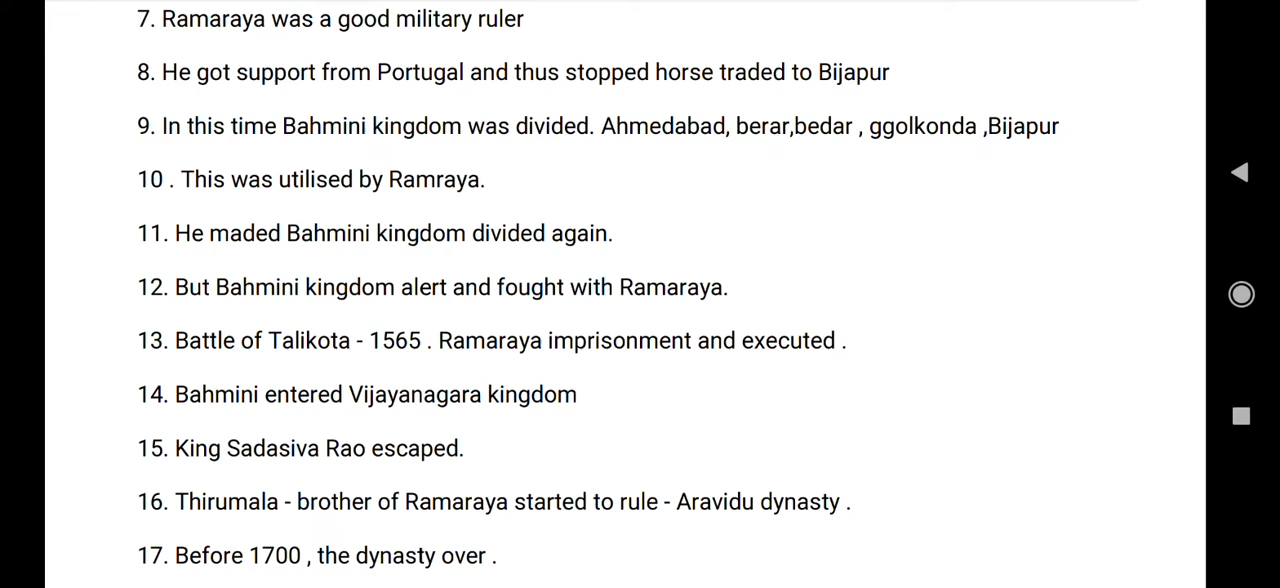 7. Ramaraya was a good military ruler
8. He got support from Portugal and thus stopped horse traded to Bijapur
9. In this time Bahmini kingdom was divided. Ahmedabad, berar,bedar , ggolkonda ,Bijapur
10 . This was utilised by Ramraya.
11. He maded Bahmini kingdom divided again.
12. But Bahmini kingdom alert and fought with Ramaraya.
13. Battle of Talikota - 1565 . Ramaraya imprisonment and executed .
14. Bahmini entered Vijayanagara kingdom
15. King Sadasiva Rao escaped.
16. Thirumala - brother of Ramaraya started to rule - Aravidu dynasty .
17. Before 1700 , the dynasty over .